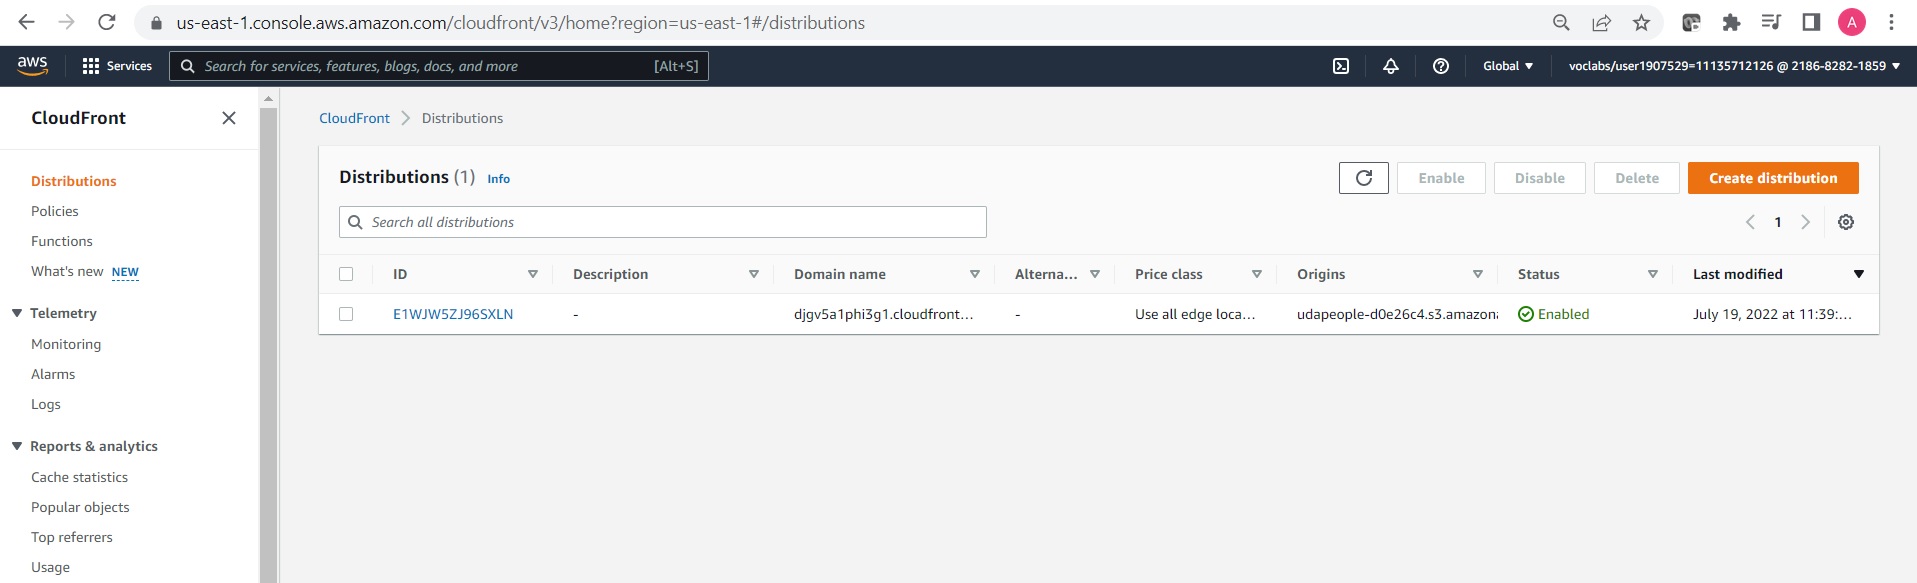 us-east-1.console.aws.amazon.com/cloudfront/v3/home?region=us-east-1#/distributions
A
aws
Services
Search for services, features, blogs, docs, and more [Alt+S]
Global
voclabs/user1907529=11135712126 @ 2186-8282-1859
CloudFront
Distributions
Policies
Functions
What's new NEW
Telemetry
Monitoring
Alarms
Logs
Reports & analytics
Cache statistics
Popular objects
Top referrers
Usage
CloudFront Distributions
Distributions (1) Info
Enable Disable Delete Create distribution
Search all distributions
1
ID Description Domain name Alterna... Price class Origins Status Last modified
E1WJW5ZJ96SXLN - djgv5a1phi3g1.cloudfront... - Use all edge loca... udapeople-d0e26c4.s3.amazon Enabled July 19, 2022 at 11:39:...